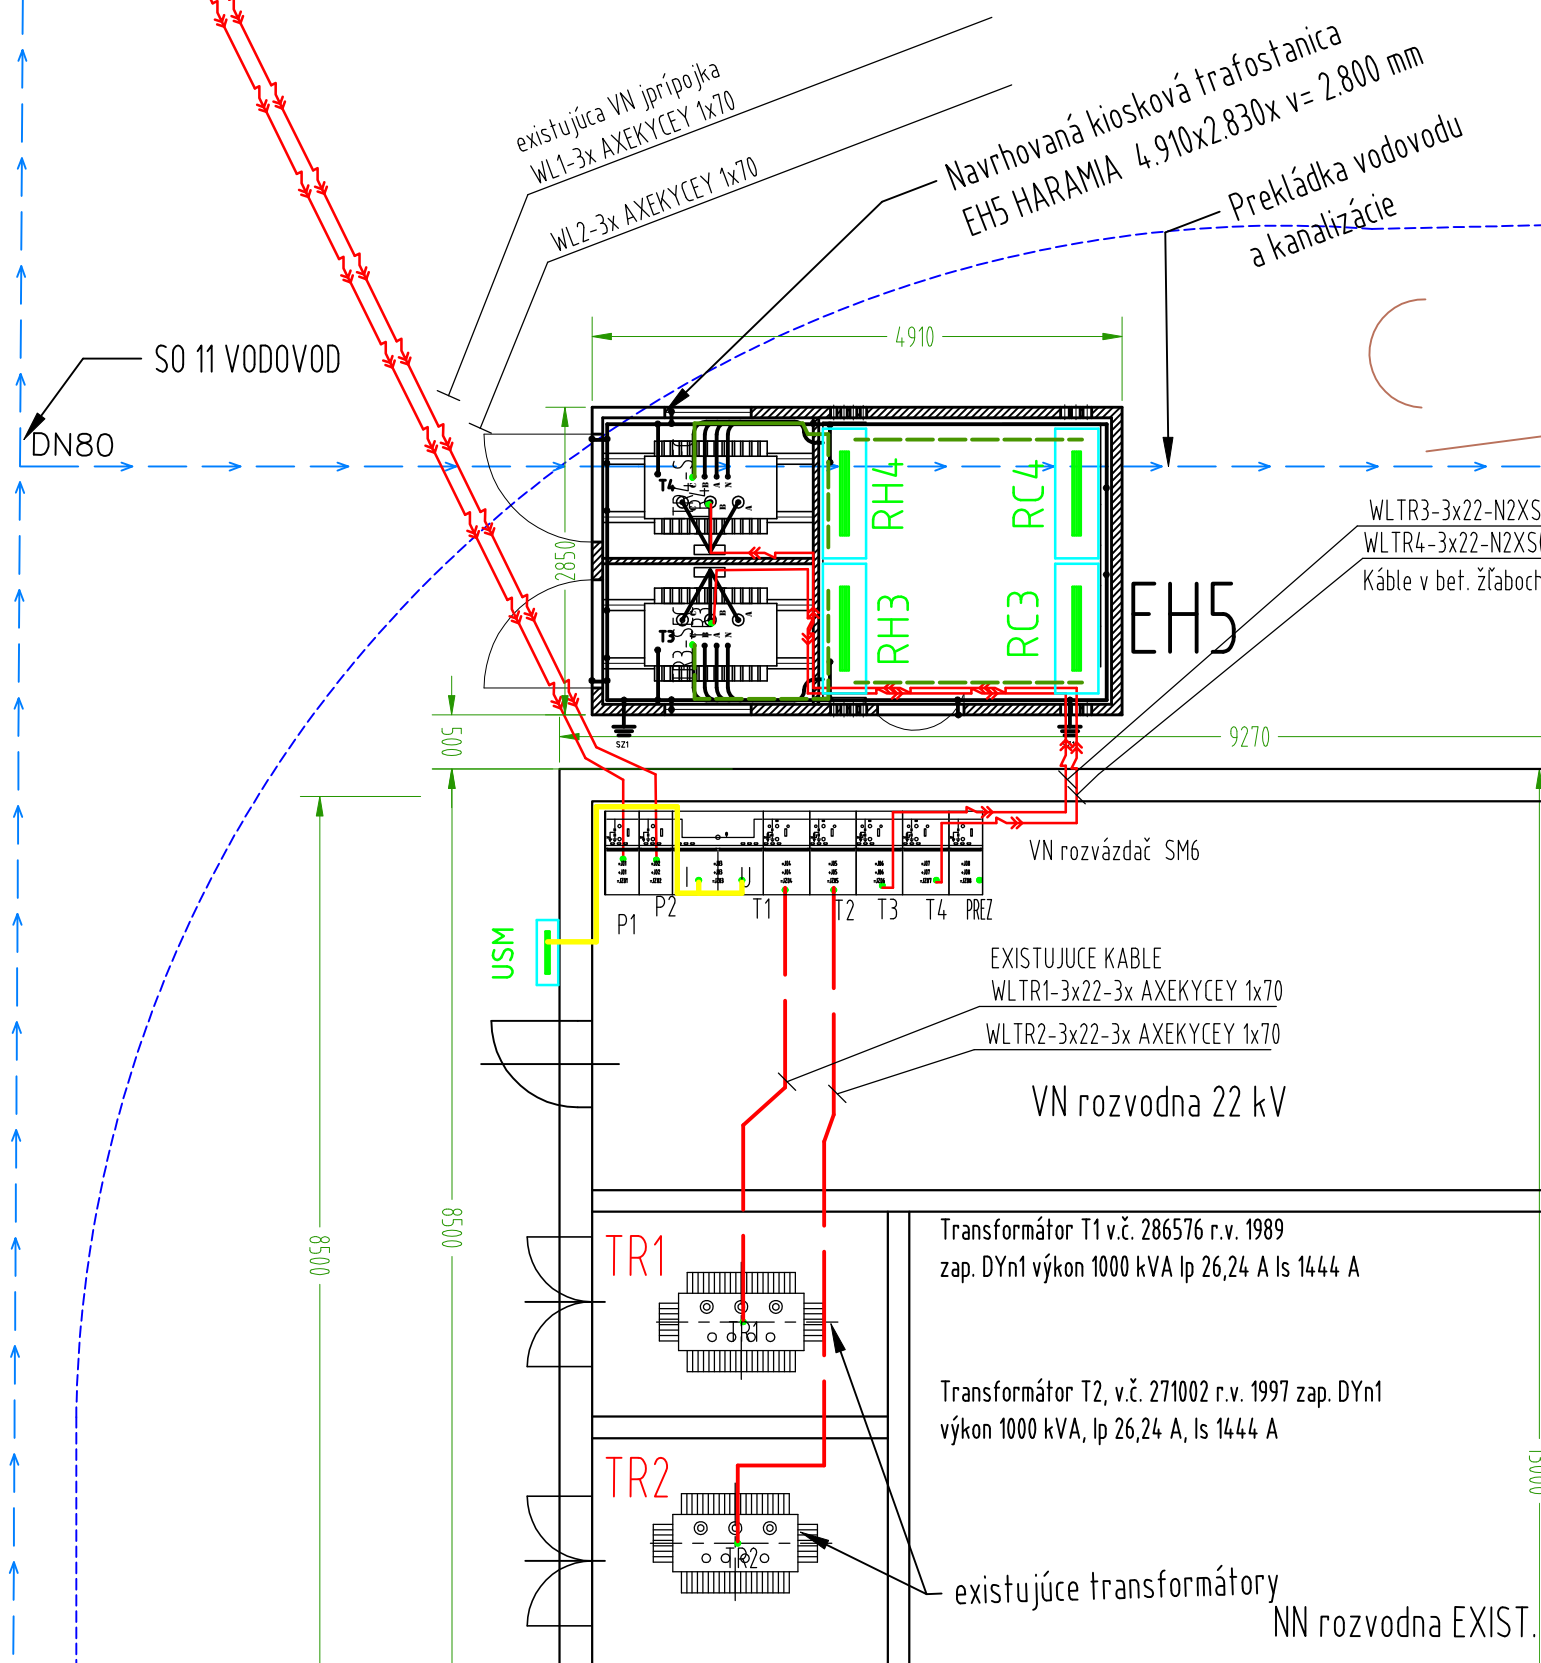 existujúca VN jprípojka
WL1-3x AXEKYCEY 1x70
WL2-3x AXEKYCEY 1x70
Navrhovaná kiosková trafostanica
EH5 HARAMIA 4.910x2.830x v= 2.800 mm
Prekládka vodovodu
a kanalizácie
SO 11 VODOVOD
DN80
4910
2850
T4
C B A N
B A
RH4
RC4
WLTR3-3x22-N2XS
WLTR4-3x22-N2XS
Káble v bet. žľaboch
T3
C B A N
B A
RH3
RC3
EH5
SZ1
500
9270
VN rozvázdač SM6
P1
P2
T1
T2
T3
T4
PREZ
USM
EXISTUJUCE KABLE
WLTR1-3x22-3x AXEKYCEY 1x70
WLTR2-3x22-3x AXEKYCEY 1x70
VN rozvodna 22 kV
8500
8500
TR1
TR1
Transformátor T1 v.č. 286576 r.v. 1989
zap. DYn1 výkon 1000 kVA Ip 26,24 A Is 1444 A
Transformátor T2, v.č. 271002 r.v. 1997 zap. DYn1
výkon 1000 kVA, Ip 26,24 A, Is 1444 A
TR2
TR2
existujúce transformátory
NN rozvodna EXIST.